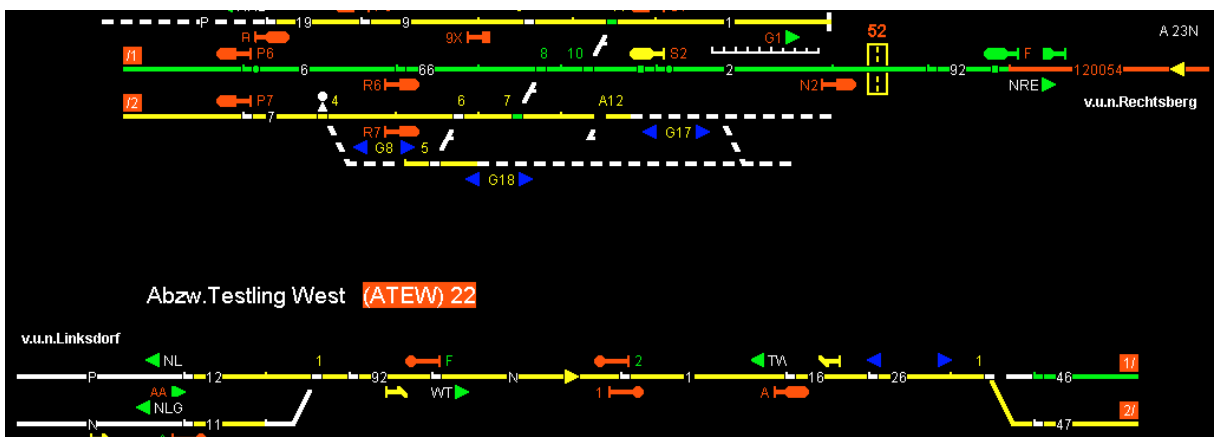 P 19 9 1
R 9X G1 52 A 23N
/1 P6 8 10 S2 F
6 66 2 92 120054
R6 N2 NRE
v.u.n.Rechtsberg
/2 P7 4 6 7 A12
7
R7 G8 5 G17
G18
Abzw.Testling West (ATEW) 22
v.u.n.Linksdorf
NL 1 F 2 TW 1 1/
P 12 92 N 1 16 26 46
AA WT 1 A
NLG 2/
N 11 47